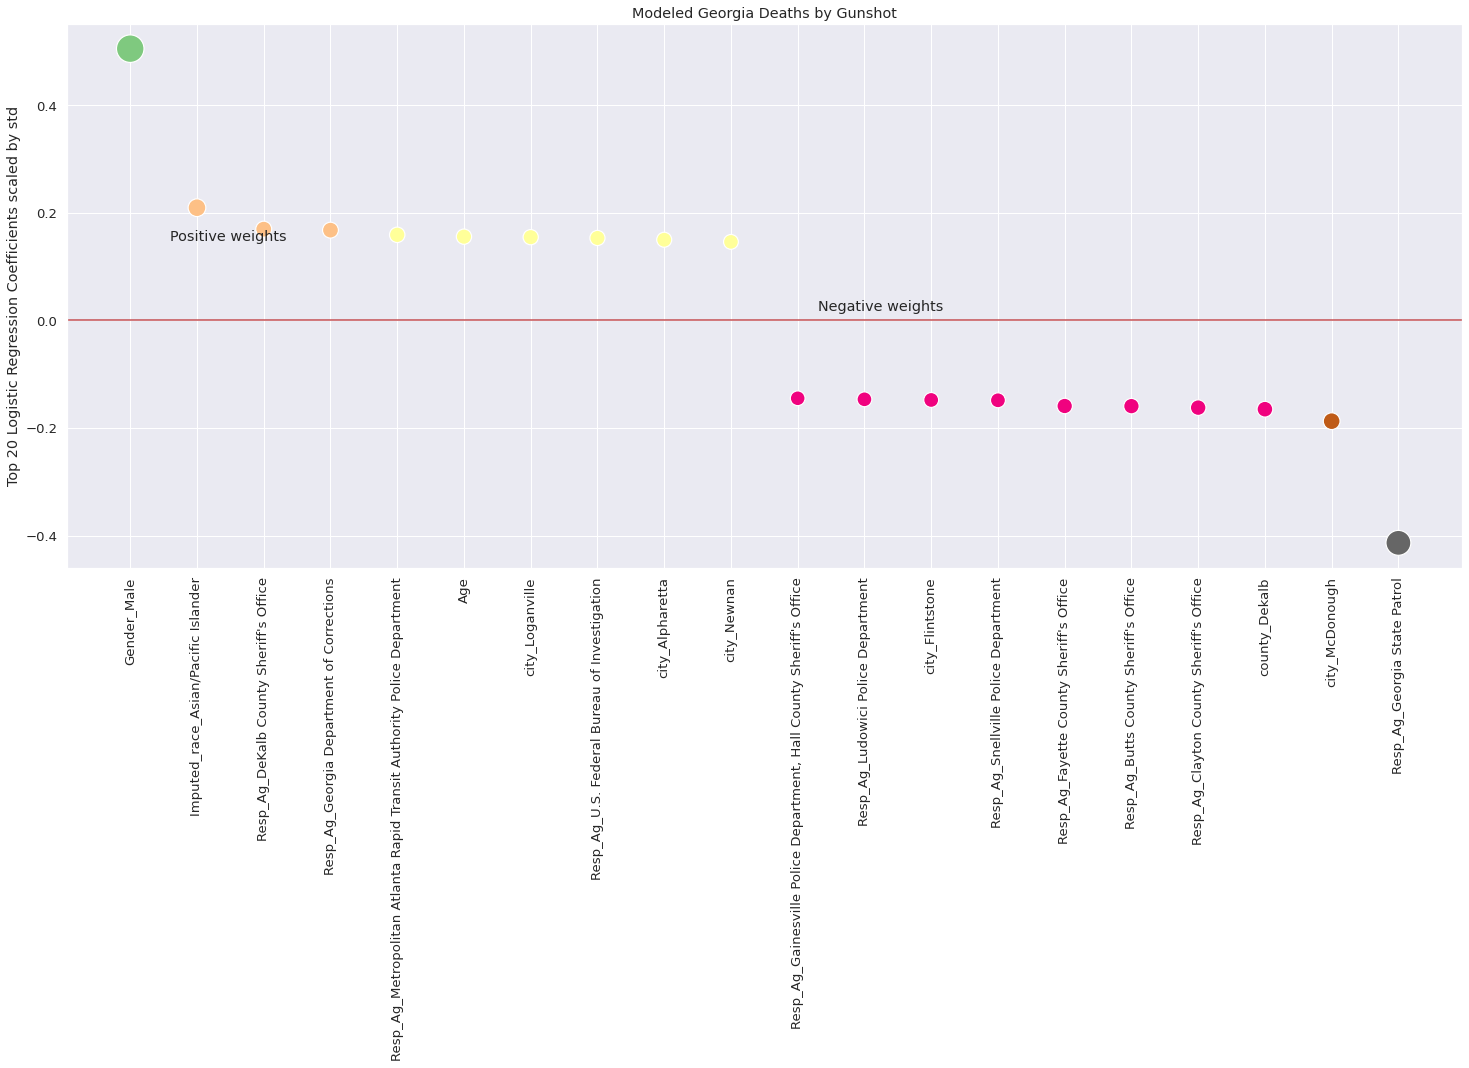 Modeled Georgia Deaths by Gunshot
Top 20 Logistic Regression Coefficients scaled by std
0.4
0.2
0.0
−0.2
−0.4
Positive weights
Negative weights
Gender_Male
Imputed_race_Asian/Pacific Islander
Resp_Ag_DeKalb County Sheriff's Office
Resp_Ag_Georgia Department of Corrections
Resp_Ag_Metropolitan Atlanta Rapid Transit Authority Police Department
Age
city_Loganville
Resp_Ag_U.S. Federal Bureau of Investigation
city_Alpharetta
city_Newnan
Resp_Ag_Gainesville Police Department, Hall County Sheriff's Office
Resp_Ag_Ludowici Police Department
city_Flintstone
Resp_Ag_Snellville Police Department
Resp_Ag_Fayette County Sheriff's Office
Resp_Ag_Butts County Sheriff's Office
Resp_Ag_Clayton County Sheriff's Office
county_Dekalb
city_McDonough
Resp_Ag_Georgia State Patrol